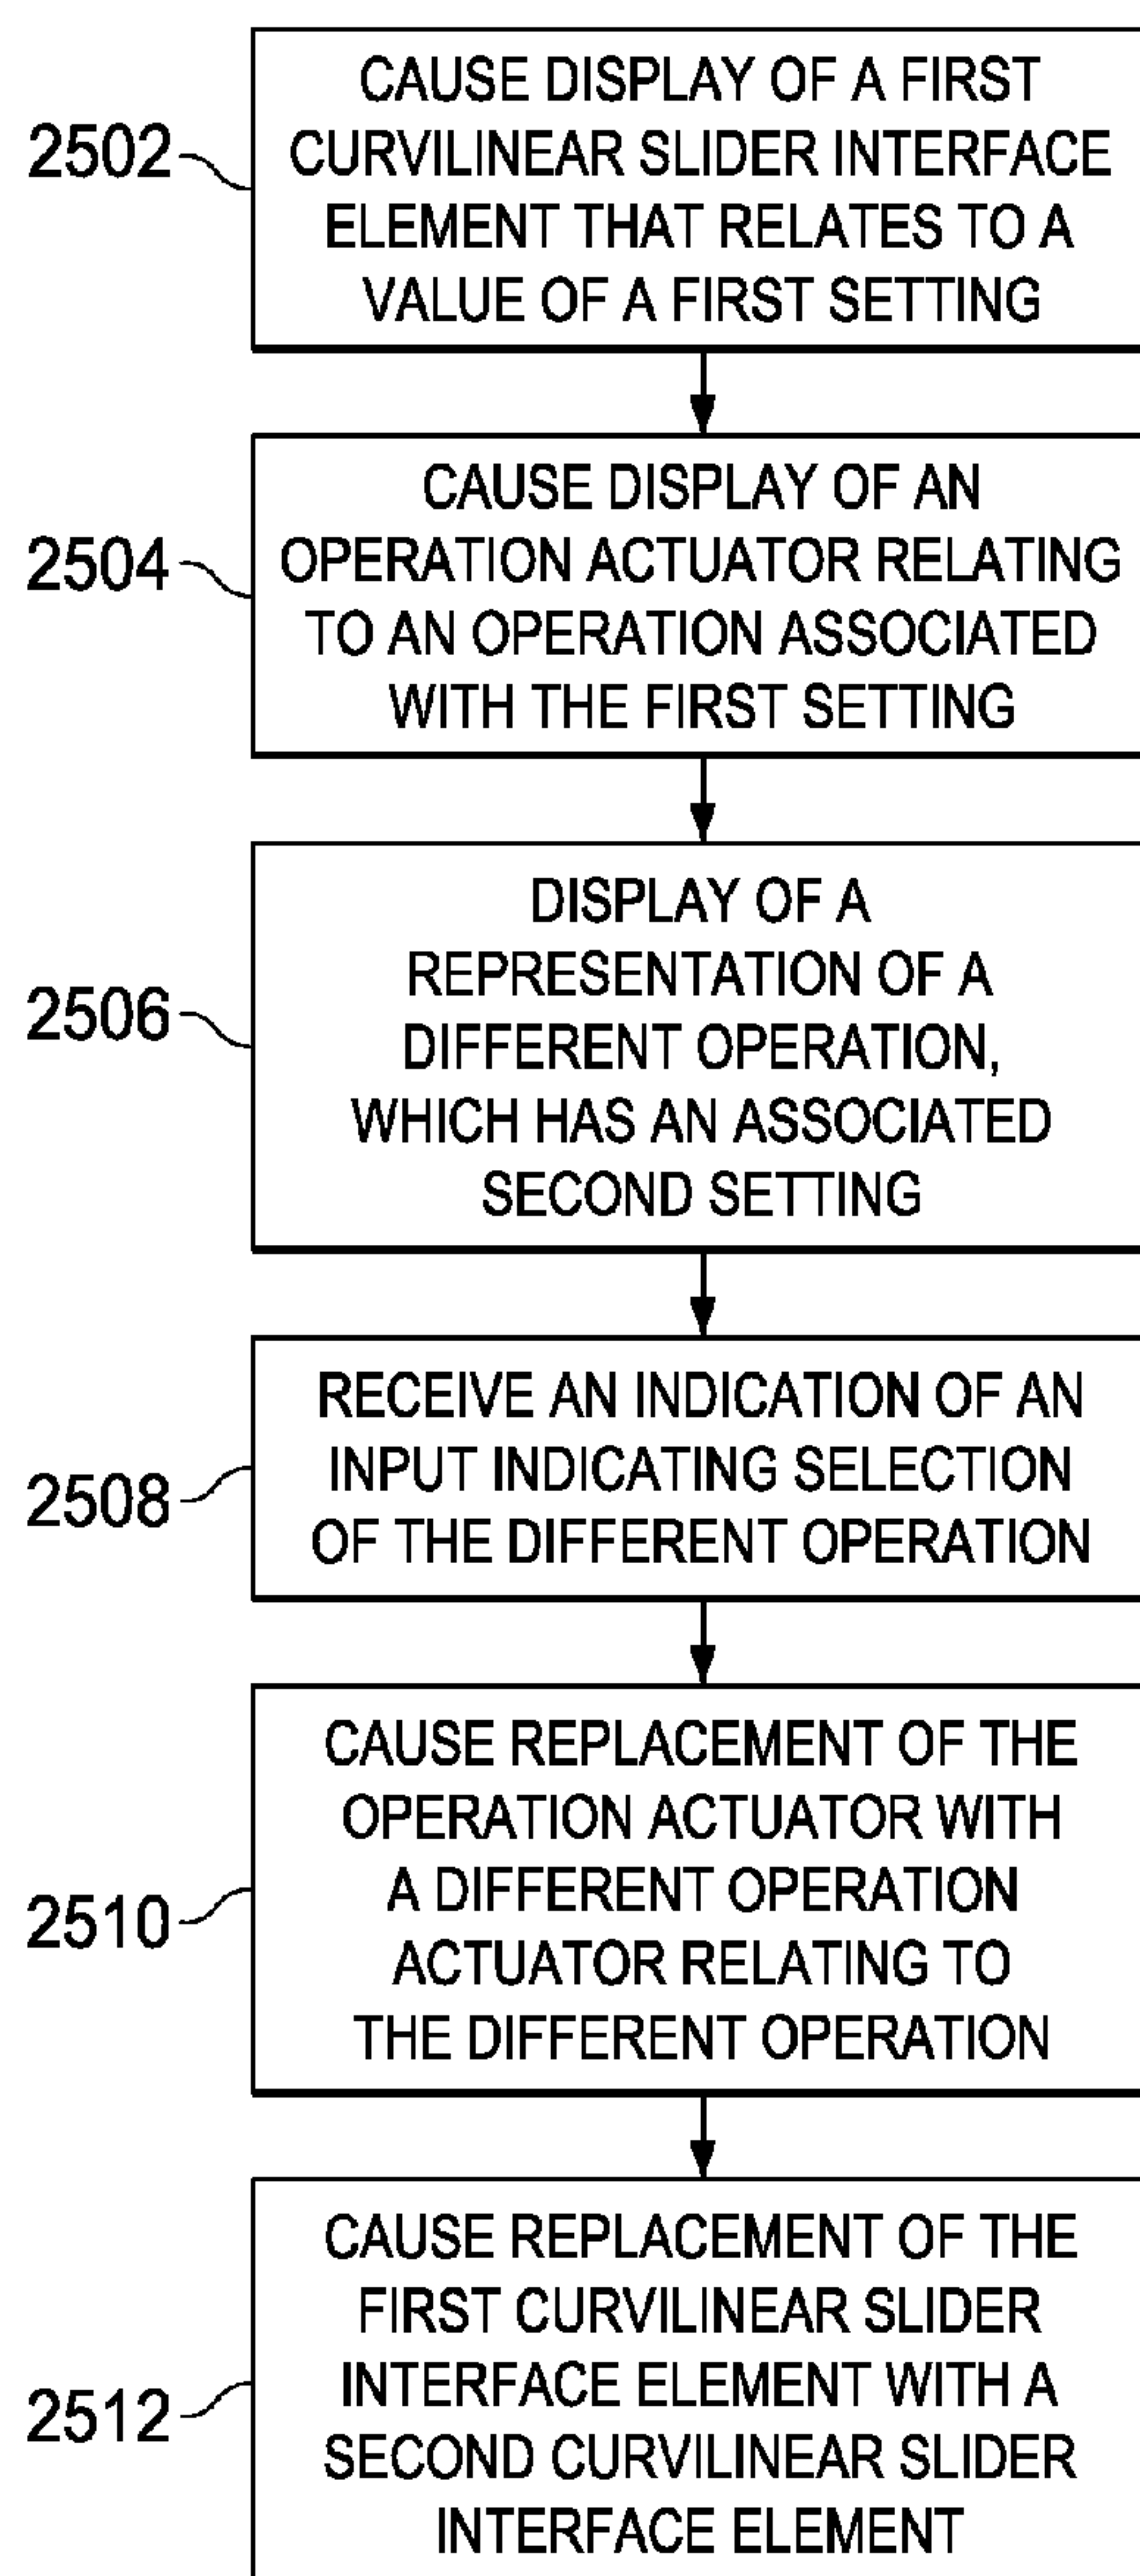 2502
CAUSE DISPLAY OF A FIRST
CURVILINEAR SLIDER INTERFACE
ELEMENT THAT RELATES TO A
VALUE OF A FIRST SETTING
2504
CAUSE DISPLAY OF AN
OPERATION ACTUATOR RELATING
TO AN OPERATION ASSOCIATED
WITH THE FIRST SETTING
2506
DISPLAY OF A
REPRESENTATION OF A
DIFFERENT OPERATION,
WHICH HAS AN ASSOCIATED
SECOND SETTING
2508
RECEIVE AN INDICATION OF AN
INPUT INDICATING SELECTION
OF THE DIFFERENT OPERATION
2510
CAUSE REPLACEMENT OF THE
OPERATION ACTUATOR WITH
A DIFFERENT OPERATION
ACTUATOR RELATING TO
THE DIFFERENT OPERATION
2512
CAUSE REPLACEMENT OF THE
FIRST CURVILINEAR SLIDER
INTERFACE ELEMENT WITH A
SECOND CURVILINEAR SLIDER
INTERFACE ELEMENT